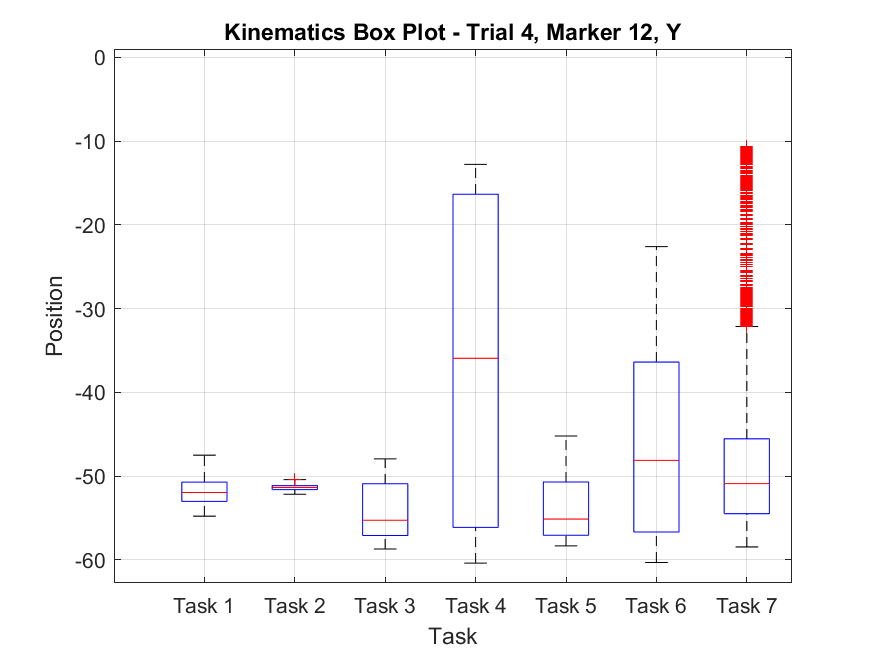 Kinematics Box Plot - Trial 4, Marker 12, Y
0
-10
-20
-30
-40
-50
-60
Position
Task 1 Task 2 Task 3 Task 4 Task 5 Task 6 Task 7
Task